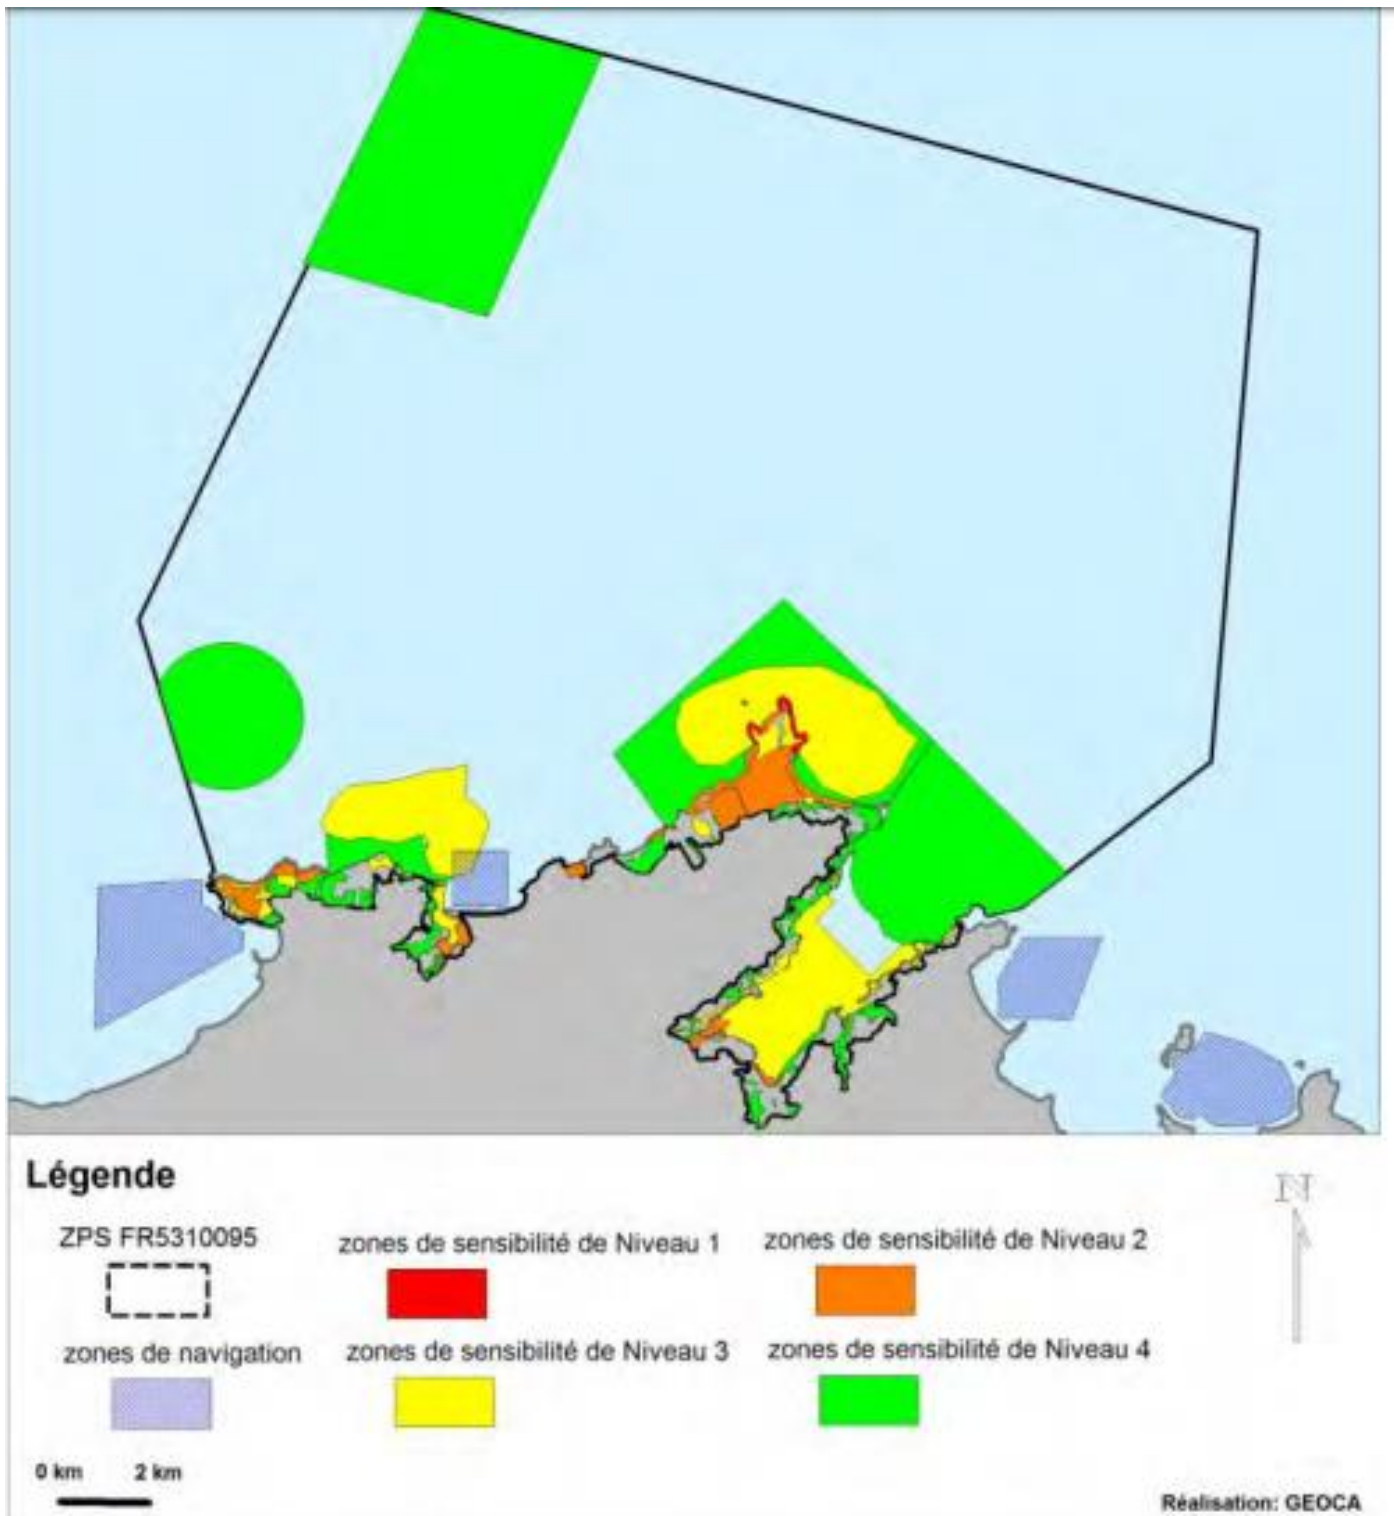 Légende
N
ZPS FR5310095
zones de sensibilité de Niveau 1
zones de sensibilité de Niveau 2
zones de navigation
zones de sensibilité de Niveau 3
zones de sensibilité de Niveau 4
0 km 2 km
Réalisation: GEOCA